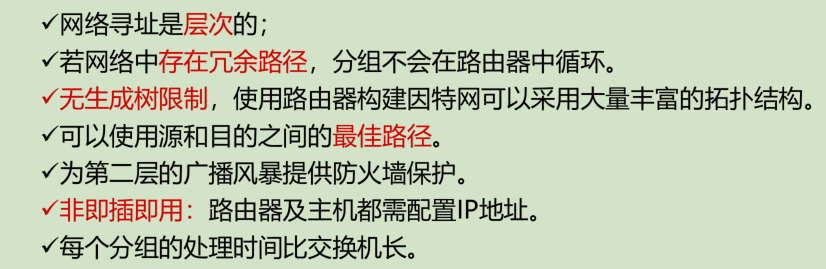 ✓网络寻址是层次的；
✓若网络中存在冗余路径，分组不会在路由器中循环。
✓无生成树限制，使用路由器构建因特网可以采用大量丰富的拓扑结构。
✓可以使用源和目的之间的最佳路径。
✓为第二层的广播风暴提供防火墙保护。
✓非即插即用：路由器及主机都需配置IP地址。
✓每个分组的处理时间比交换机长。